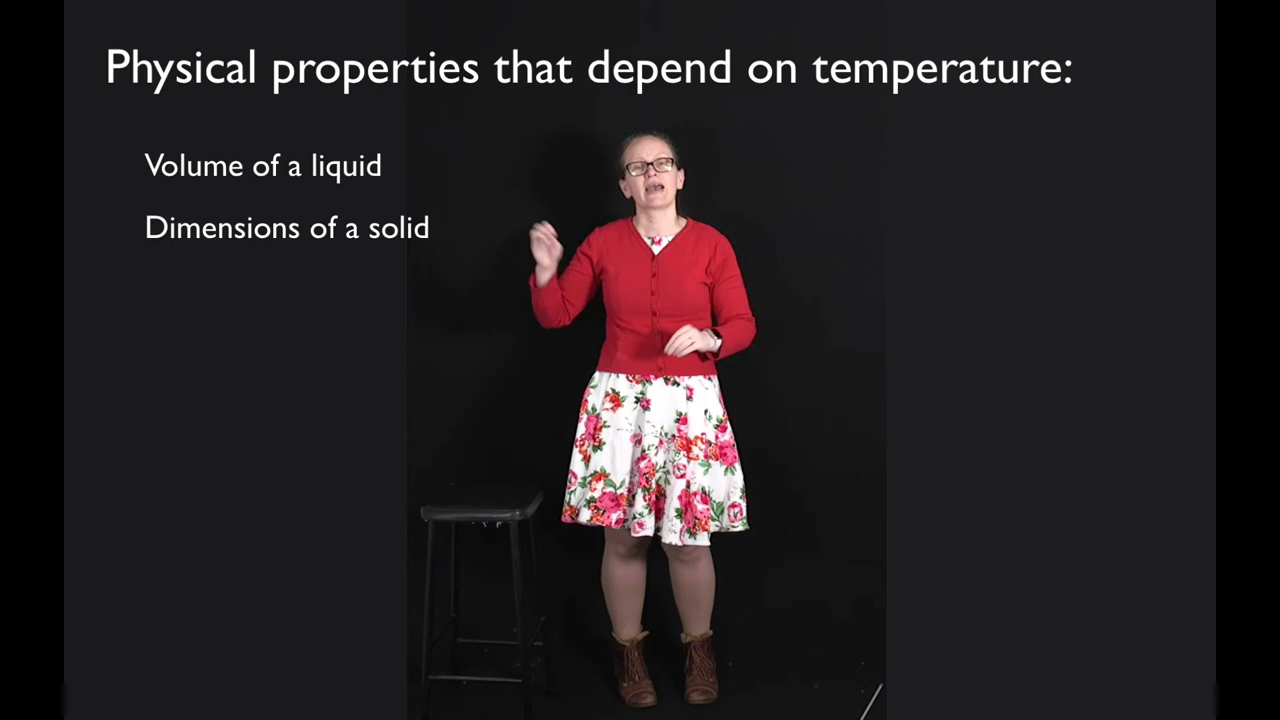 Physical properties that depend on temperature:
Volume of a liquid
Dimensions of a solid